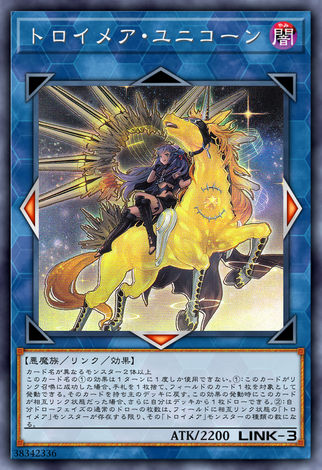 トロイメア・ユニコーン
やみ
闇
【悪魔族／リンク／効果】
カード名が異なるモンスター２体以上
このカード名の①の効果は１ターンに１度しか使用できない。①：このカードがリ
ンク召喚に成功した場合、手札を１枚捨て、フィールドのカード１枚を対象として
発動できる。そのカードを持ち主のデッキに戻す。この効果の発動時にこのカード
が相互リンク状態だった場合、さらに自分はデッキから１枚ドローできる。②：自
分ドローフェイズの通常のドローの枚数は、フィールドに相互リンク状態の「トロイ
メア」モンスターが存在する限り、その「トロイメア」モンスターの種類の数にな
る。
ATK/2200 LINK-3
38342336